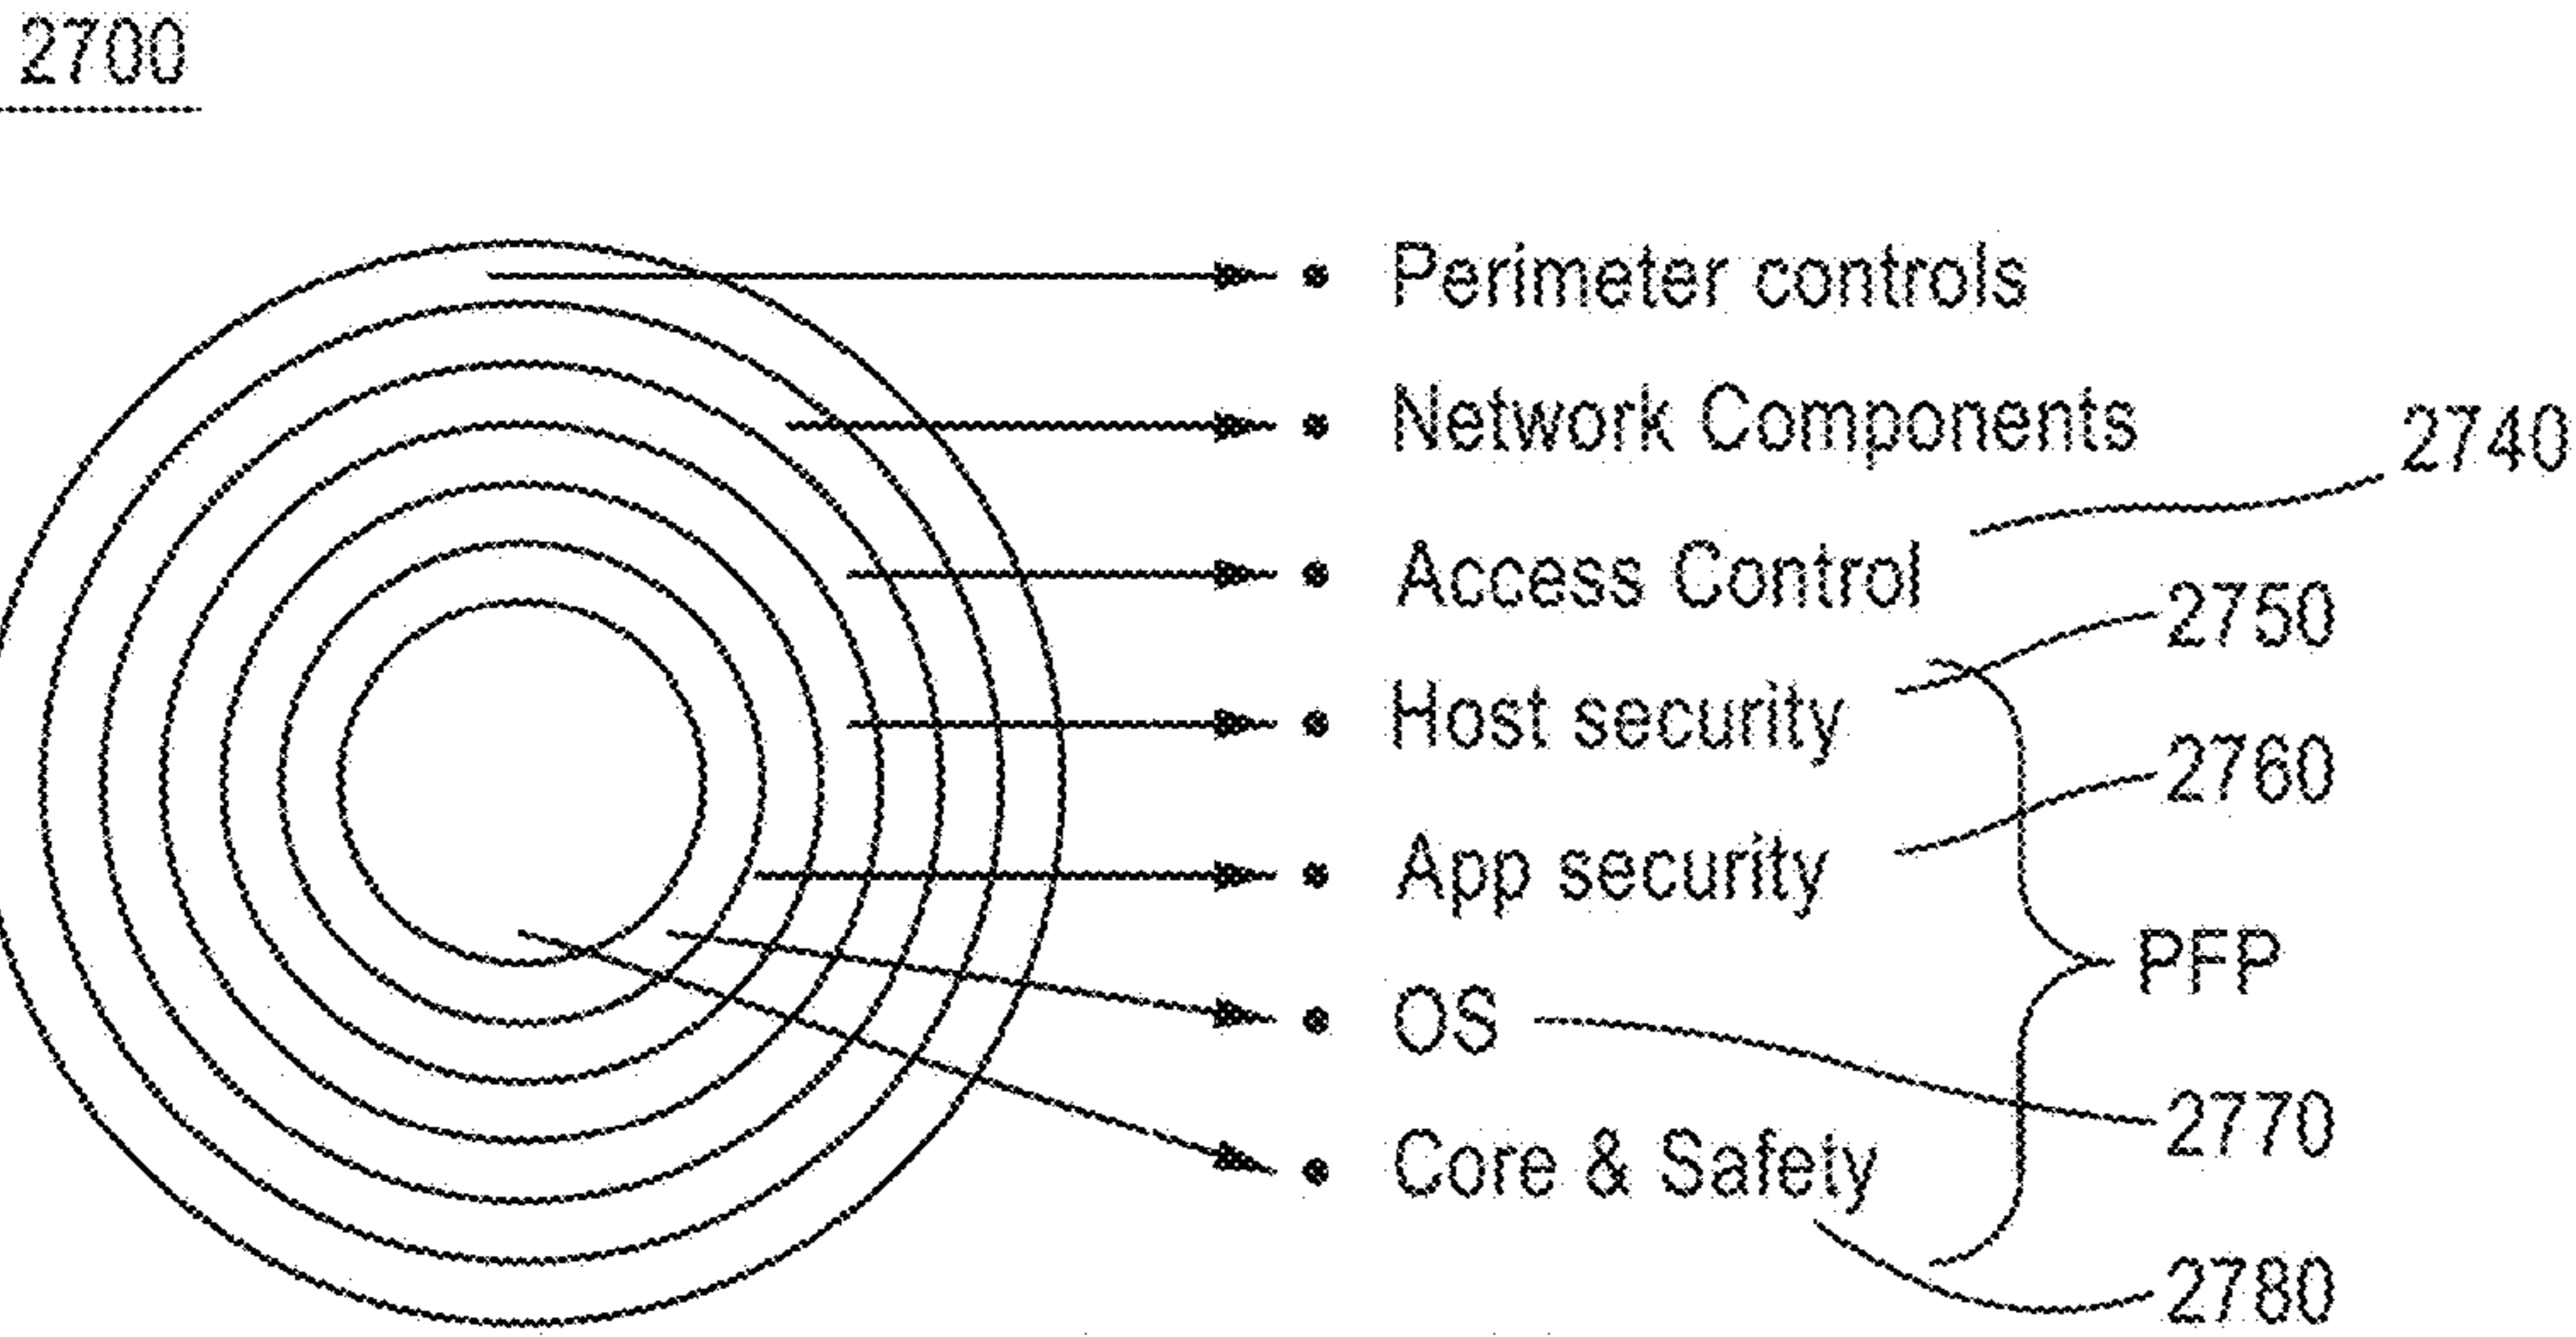 2700
• Perimeter controls
• Network Components
2740
• Access Control
2750
• Host security
2760
• App security
PFP
• OS
2770
• Core & Safety
2780